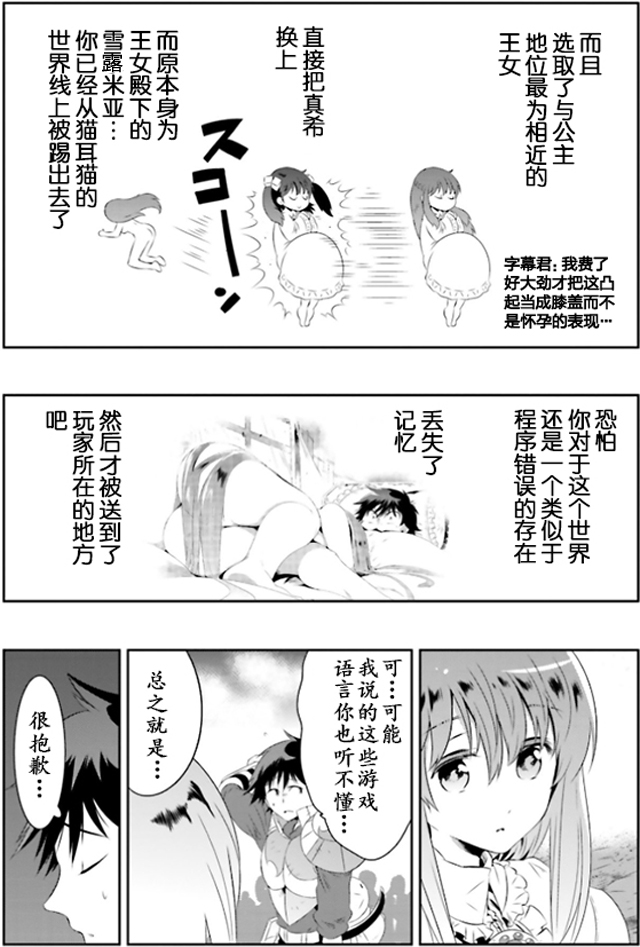 而且
选取了与公主
地位最为相近的
王女
字幕君：我费了
好大劲才把这凸
起当成膝盖而不
是怀孕的表现…
直接把真希
换上
スコーン
而原本身为
王女殿下的
雪露米亚…
你已经从猫耳猫的
世界线上被踢出去了
恐怕
你对于这个世界
还是一个类似于
程序错误的存在
丢失了
记忆
然后才被送到了
玩家所在的地方
吧
可…可能
我说的这些游戏
语言你也听不懂…
总之就是…
很抱歉…